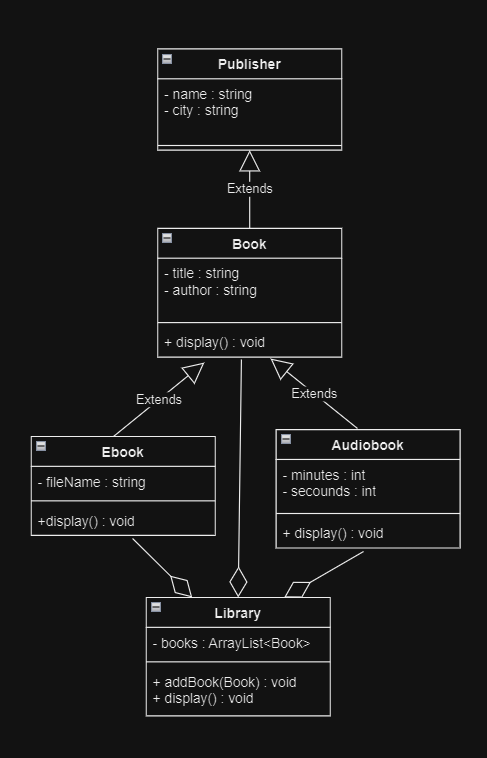 Publisher
- name : string
- city : string
Extends
Book
- title : string
- author : string
+ display() : void
Extends
Extends
Ebook
- fileName : string
+display() : void
Audiobook
- minutes : int
- secounds : int
+ display() : void
Library
- books : ArrayList<Book>
+ addBook(Book) : void
+ display() : void